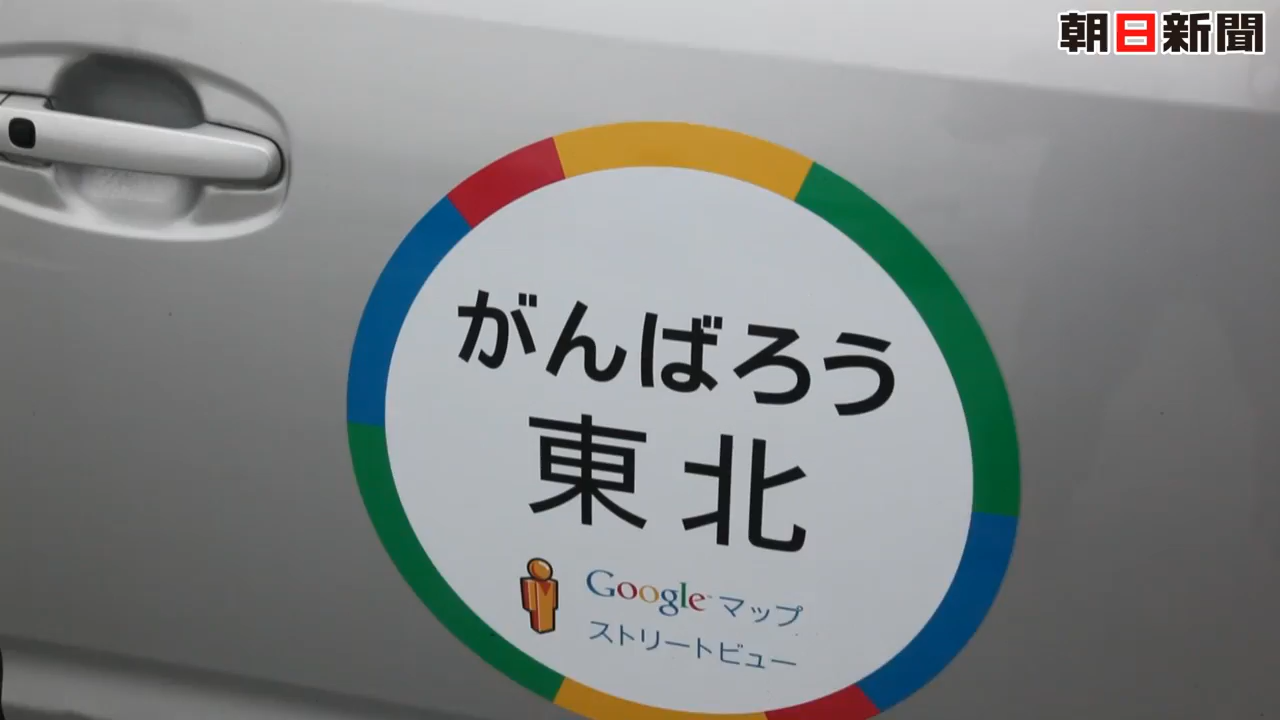 朝日新聞
がんばろう
東北
Google™ マップ
ストリートビュー